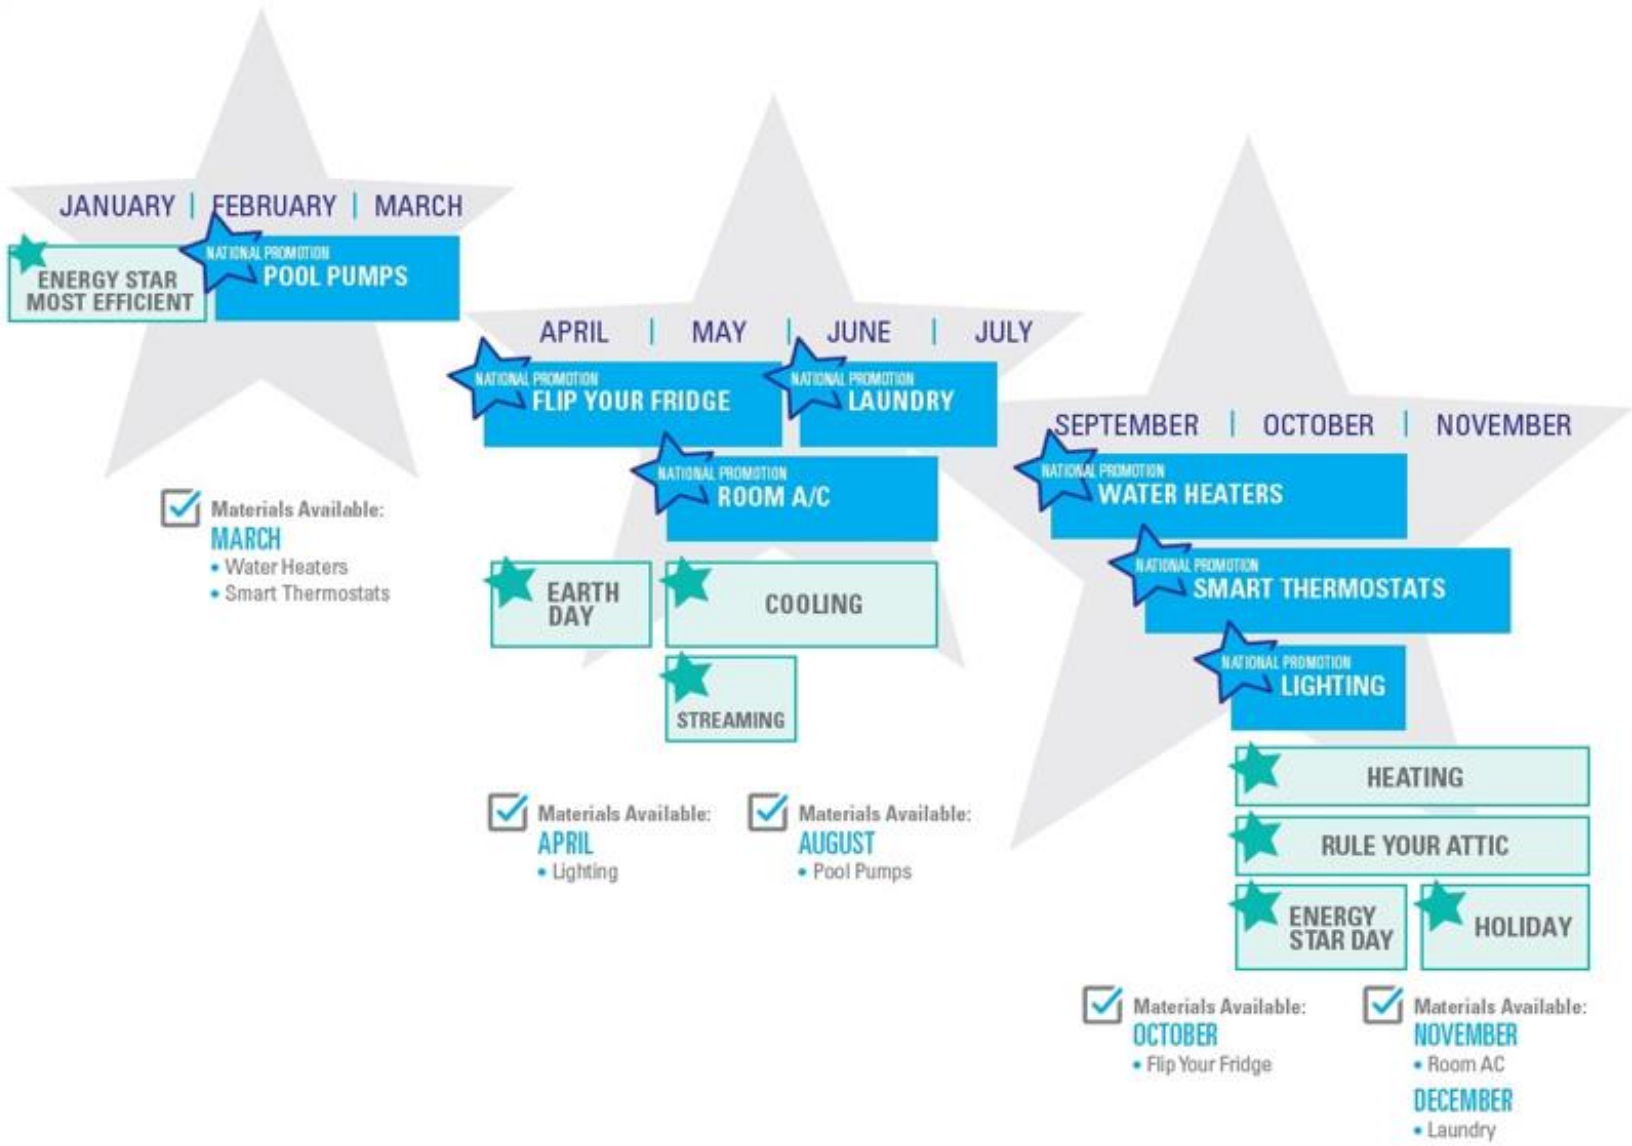 JANUARY | FEBRUARY | MARCH
ENERGY STAR
MOST EFFICIENT
NATIONAL PROMOTION
POOL PUMPS
Materials Available:
MARCH
• Water Heaters
• Smart Thermostats
APRIL | MAY | JUNE | JULY
NATIONAL PROMOTION
FLIP YOUR FRIDGE
NATIONAL PROMOTION
LAUNDRY
NATIONAL PROMOTION
ROOM A/C
EARTH
DAY
COOLING
STREAMING
Materials Available:
APRIL
• Lighting
Materials Available:
AUGUST
• Pool Pumps
SEPTEMBER | OCTOBER | NOVEMBER
NATIONAL PROMOTION
WATER HEATERS
NATIONAL PROMOTION
SMART THERMOSTATS
NATIONAL PROMOTION
LIGHTING
HEATING
RULE YOUR ATTIC
ENERGY
STAR DAY
HOLIDAY
Materials Available:
OCTOBER
• Flip Your Fridge
Materials Available:
NOVEMBER
• Room AC
DECEMBER
• Laundry